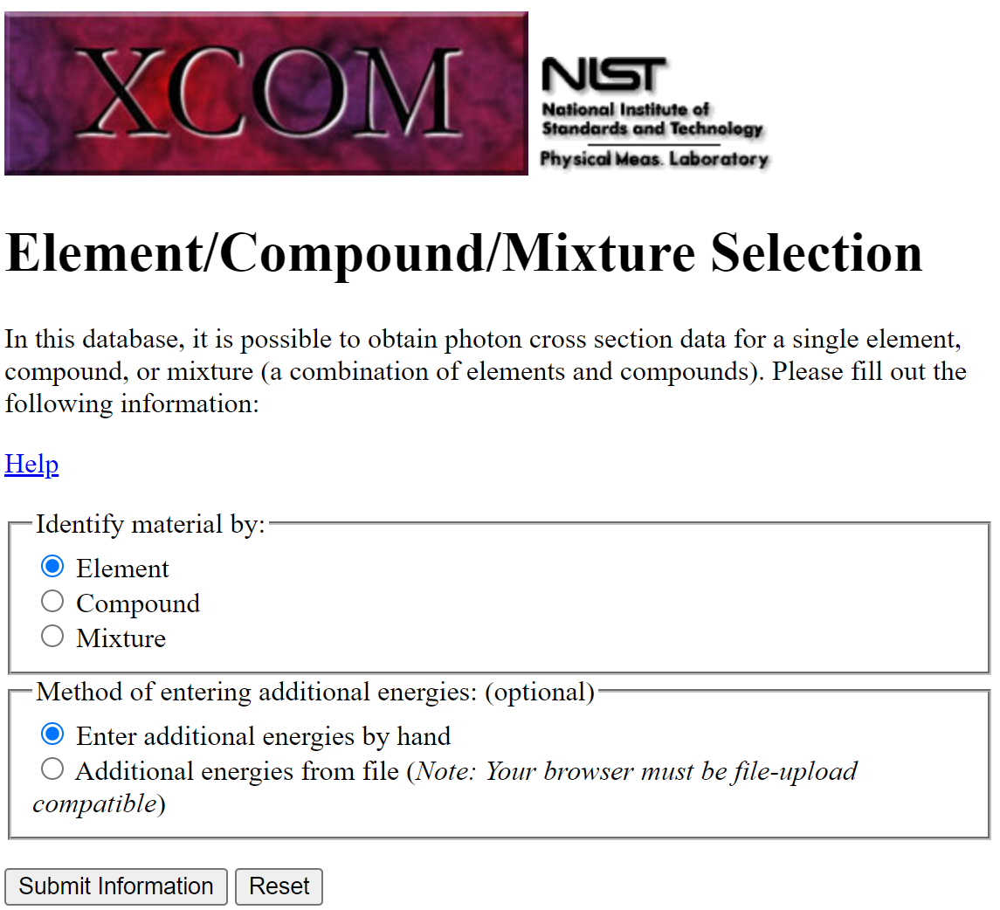 XCOM
NIST
National Institute of
Standards and Technology
Physical Meas. Laboratory
Element/Compound/Mixture Selection
In this database, it is possible to obtain photon cross section data for a single element,
compound, or mixture (a combination of elements and compounds). Please fill out the
following information:
Help
Identify material by:
Element
Compound
Mixture
Method of entering additional energies: (optional)
Enter additional energies by hand
Additional energies from file (Note: Your browser must be file-upload
compatible)
Submit Information Reset